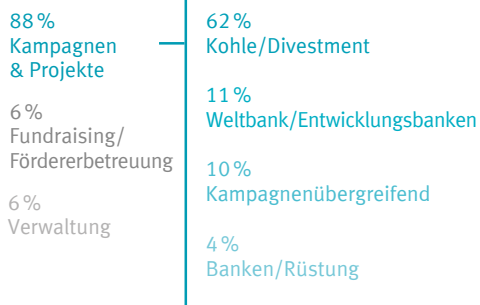 88 %
Kampagnen
& Projekte
6 %
Fundraising/
Fördererbetreuung
6 %
Verwaltung
62 %
Kohle/Divestment
11 %
Weltbank/Entwicklungsbanken
10 %
Kampagnenübergreifend
4 %
Banken/Rüstung